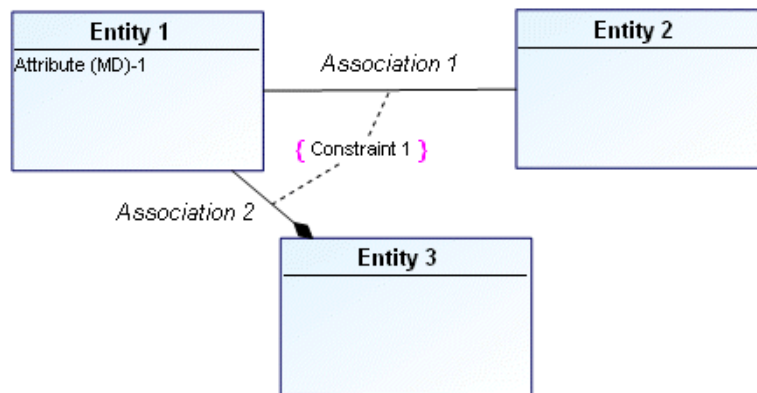 Entity 1
Attribute (MD)-1
Association 1
Entity 2
{ Constraint 1 }
Association 2
Entity 3